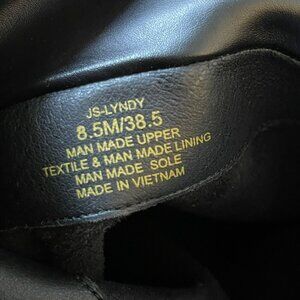 JS-LYNDY
8.5M/38.5
MAN MADE UPPER
TEXTILE & MAN MADE LINING
MAN MADE SOLE
MADE IN VIETNAM